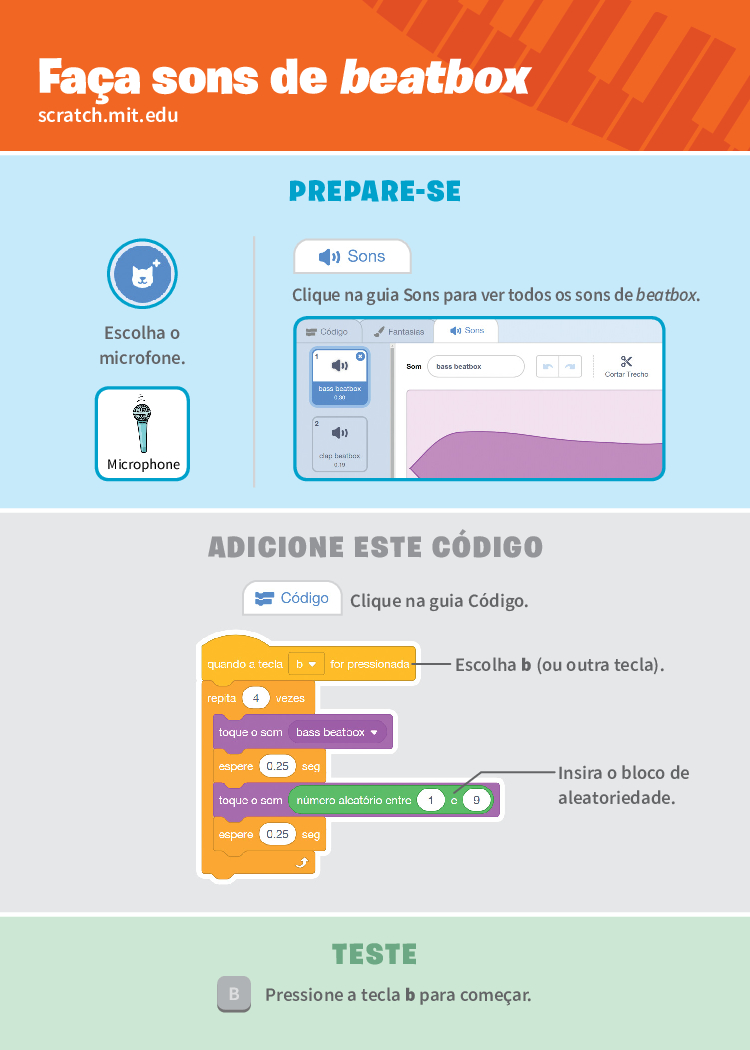 Faça sons de beatbox
scratch.mit.edu
PREPARE-SE
Escolha o
microfone.
Microphone
Sons
Clique na guia Sons para ver todos os sons de beatbox.
Código Fantasias Sons
1
bass beatbox
0.30
2
clap beatbox
0.19
Som bass beatbox
Cortar Trecho
ADICIONE ESTE CÓDIGO
Código Clique na guia Código.
quando a tecla b for pressionada
Escolha b (ou outra tecla).
repita 4 vezes
toque o som bass beatbox
espere 0.25 seg
toque o som número aleatório entre 1 e 9
Insira o bloco de
aleatoriedade.
espere 0.25 seg
TESTE
B Pressione a tecla b para começar.